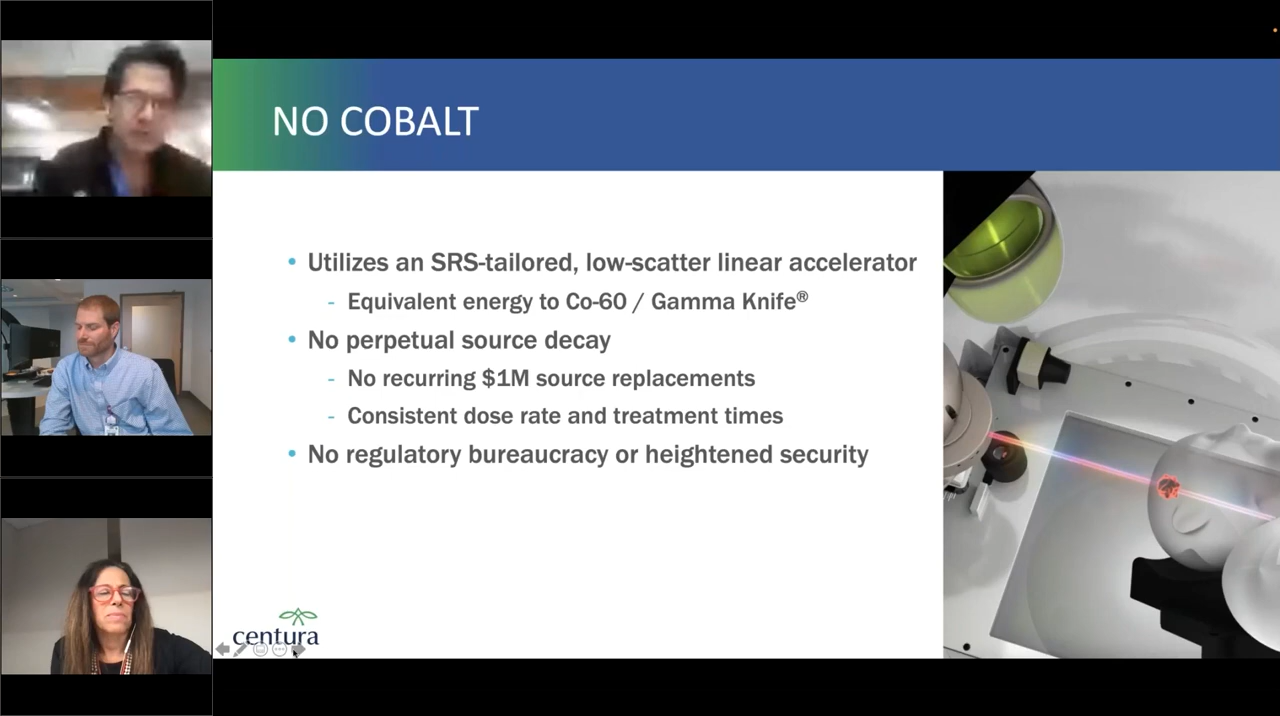 NO COBALT
• Utilizes an SRS-tailored, low-scatter linear accelerator
- Equivalent energy to Co-60 / Gamma Knife®
• No perpetual source decay
- No recurring $1M source replacements
- Consistent dose rate and treatment times
• No regulatory bureaucracy or heightened security
centura